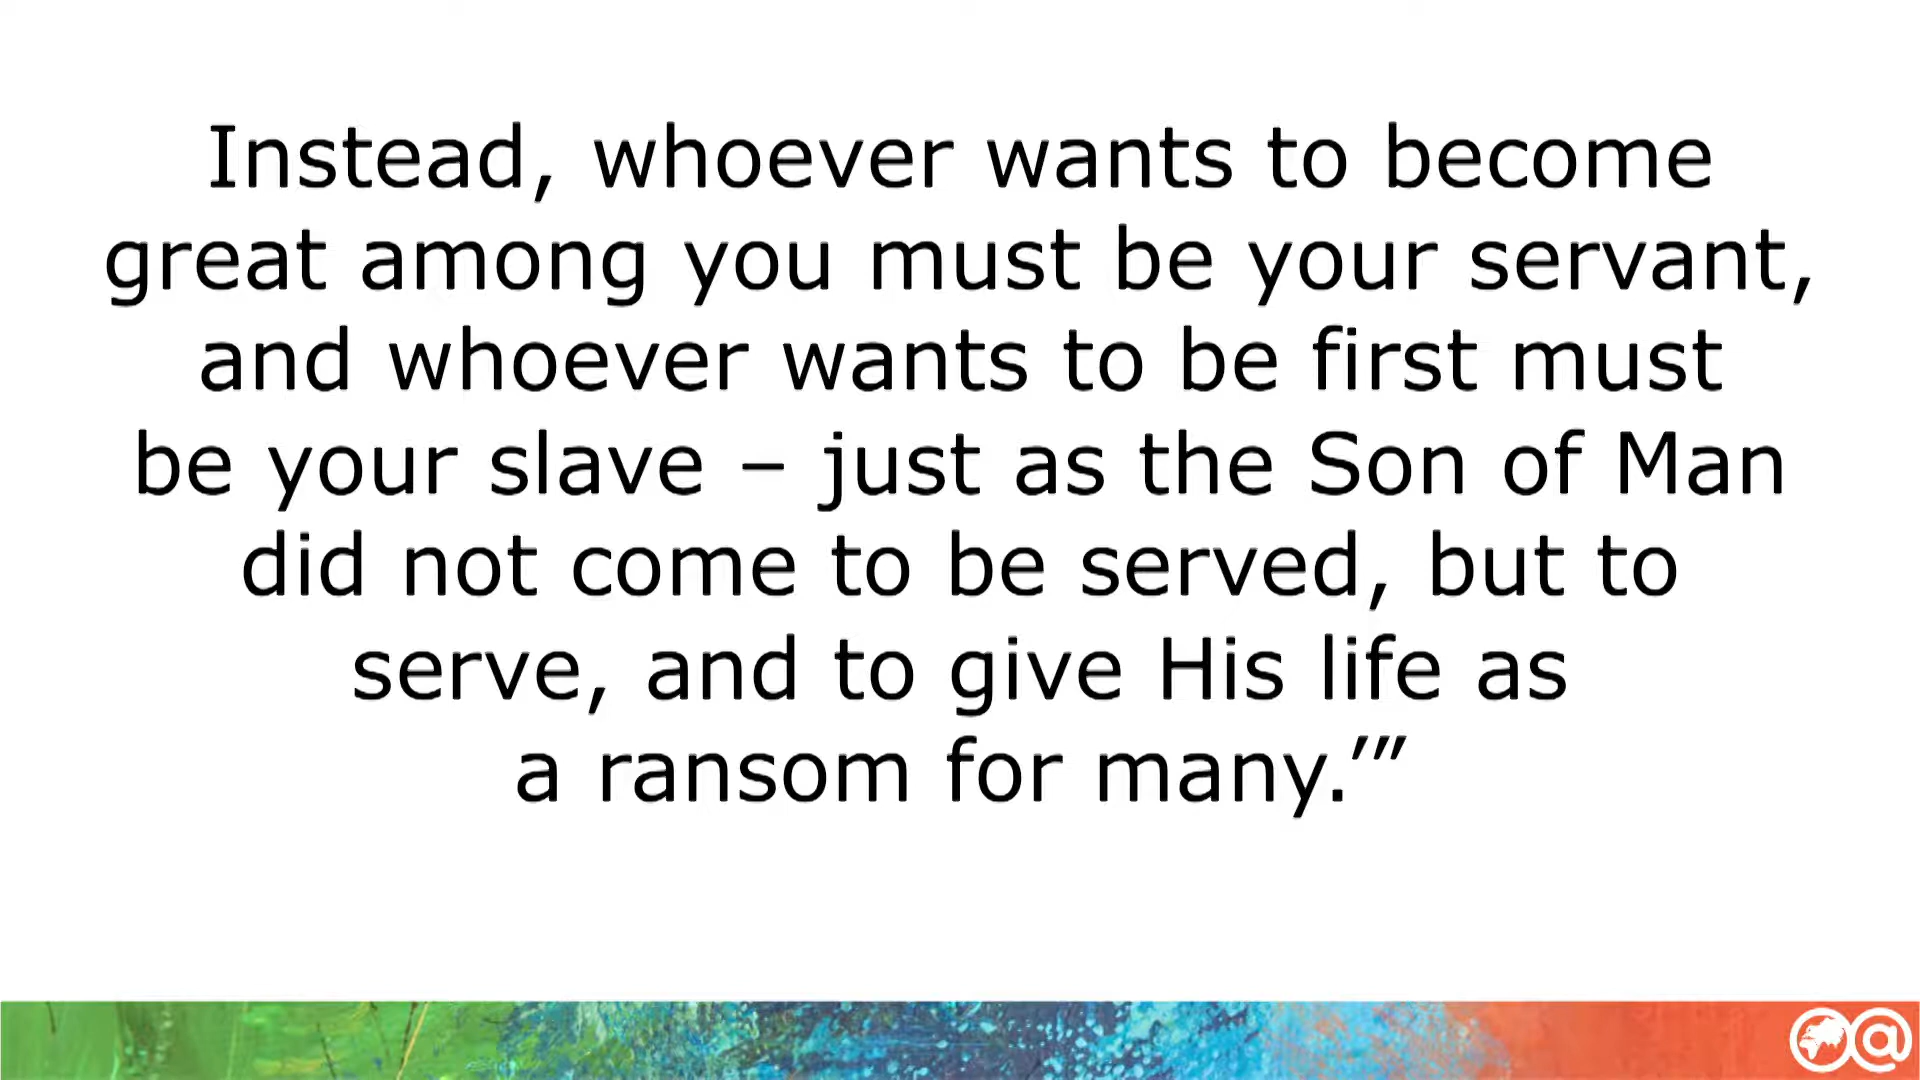 Instead, whoever wants to become
great among you must be your servant,
and whoever wants to be first must
be your slave – just as the Son of Man
did not come to be served, but to
serve, and to give His life as
a ransom for many.’”
@